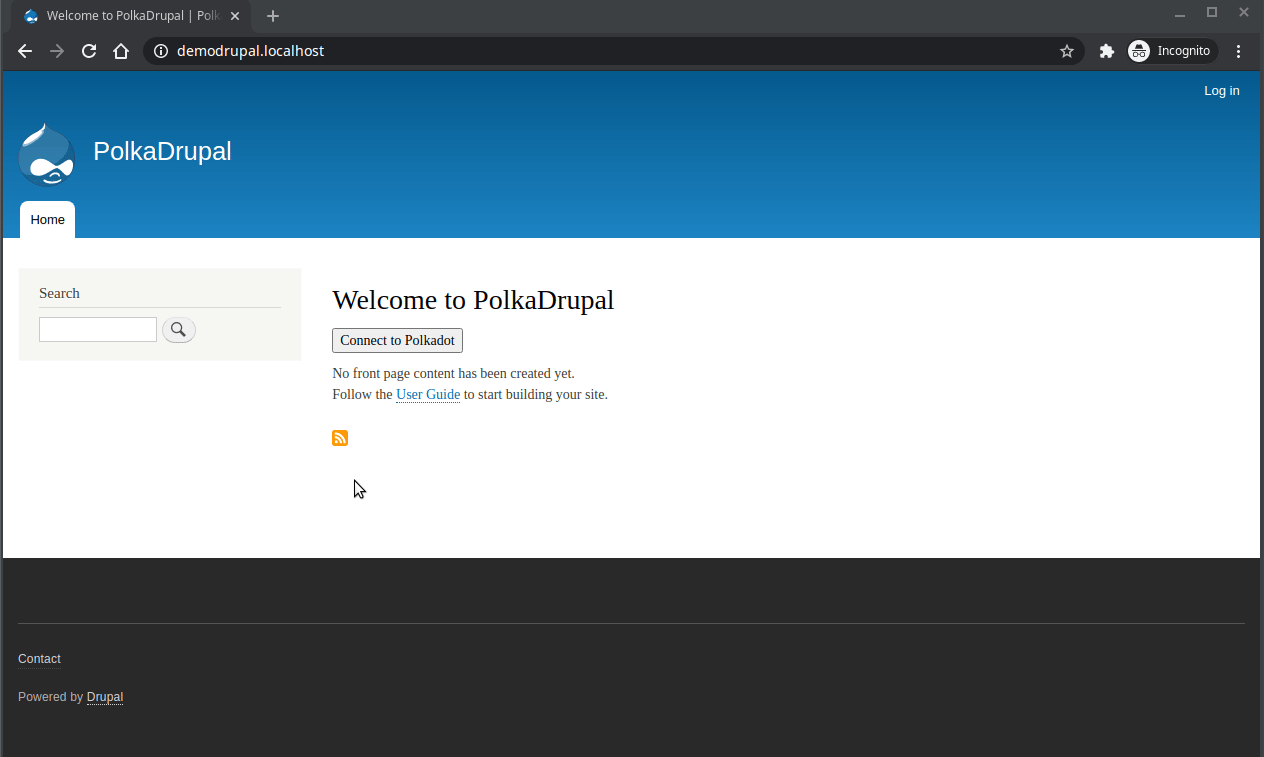 Welcome to PolkaDrupal | Polk
demodrupal.localhost
Incognito
Log in
PolkaDrupal
Home
Search
Welcome to PolkaDrupal
Connect to Polkadot
No front page content has been created yet.
Follow the User Guide to start building your site.
Contact
Powered by Drupal